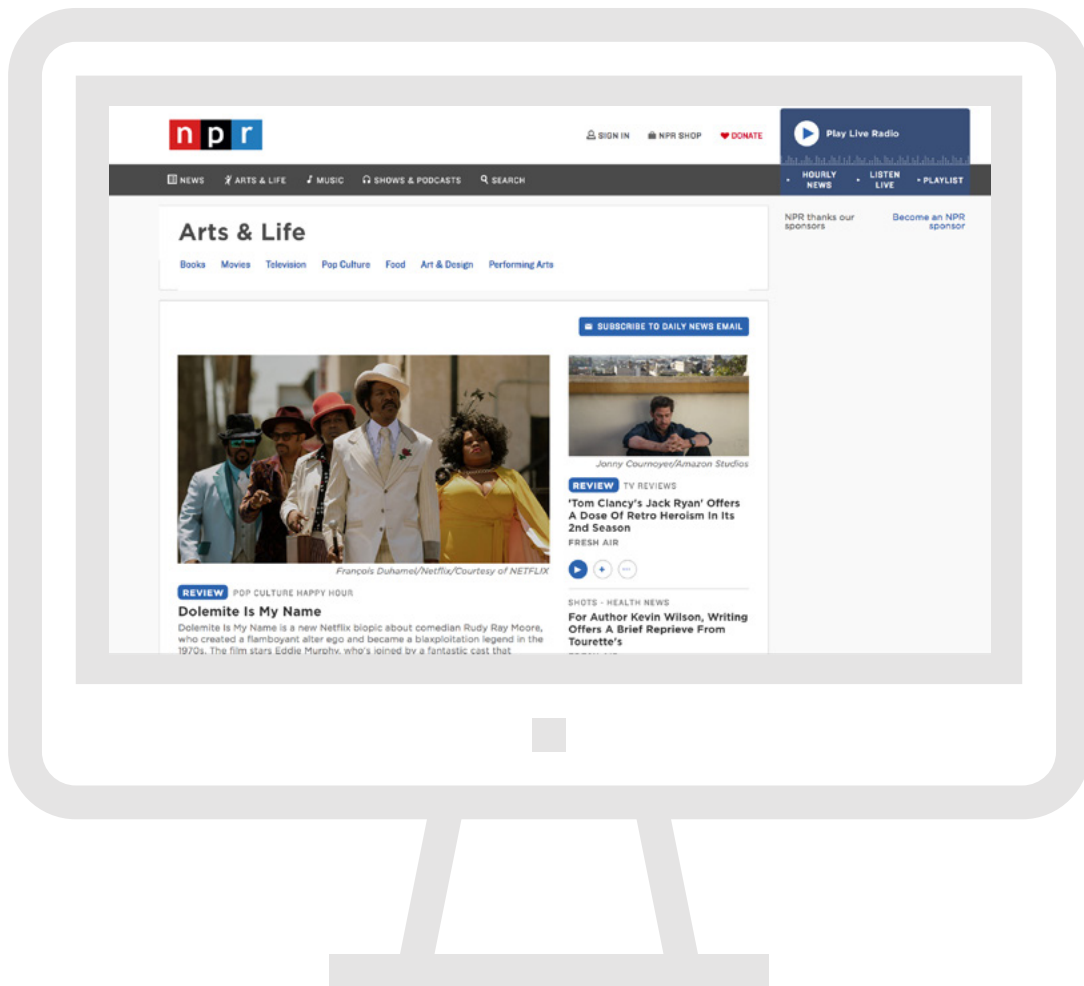 npr
SIGN IN
NPR SHOP
DONATE
Play Live Radio
NEWS
ARTS & LIFE
MUSIC
SHOWS & PODCASTS
SEARCH
HOURLY
NEWS
LISTEN
LIVE
PLAYLIST
Arts & Life
Books Movies Television Pop Culture Food Art & Design Performing Arts
NPR thanks our
sponsors
Become an NPR
sponsor
SUBSCRIBE TO DAILY NEWS EMAIL
François Duhamel/Netflix/Courtesy of NETFLIX
REVIEW POP CULTURE HAPPY HOUR
Dolemite Is My Name
Dolemite Is My Name is a new Netflix biopic about comedian Rudy Ray Moore,
who created a flamboyant alter ego and became a blaxploitation legend in the
1970s. The film stars Eddie Murphy, who's joined by a fantastic cast that
Jonny Cournoyer/Amazon Studios
REVIEW TV REVIEWS
'Tom Clancy's Jack Ryan' Offers
A Dose Of Retro Heroism In Its
2nd Season
FRESH AIR
SHOTS - HEALTH NEWS
For Author Kevin Wilson, Writing
Offers A Brief Reprieve From
Tourette's